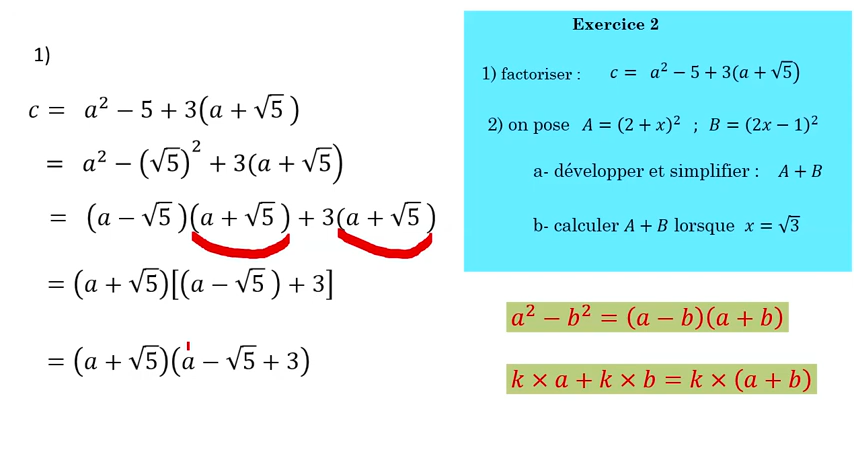 1)
c = a² − 5 + 3(a + √5)
= a² − (√5)² + 3(a + √5)
= (a − √5)(a + √5) + 3(a + √5)
= (a + √5)[(a − √5) + 3]
= (a + √5)(a − √5 + 3)
Exercice 2
1) factoriser : c = a² − 5 + 3(a + √5)
2) on pose A = (2 + x)² ; B = (2x − 1)²
a- développer et simplifier : A + B
b- calculer A + B lorsque x = √3
a² − b² = (a − b)(a + b)
k × a + k × b = k × (a + b)